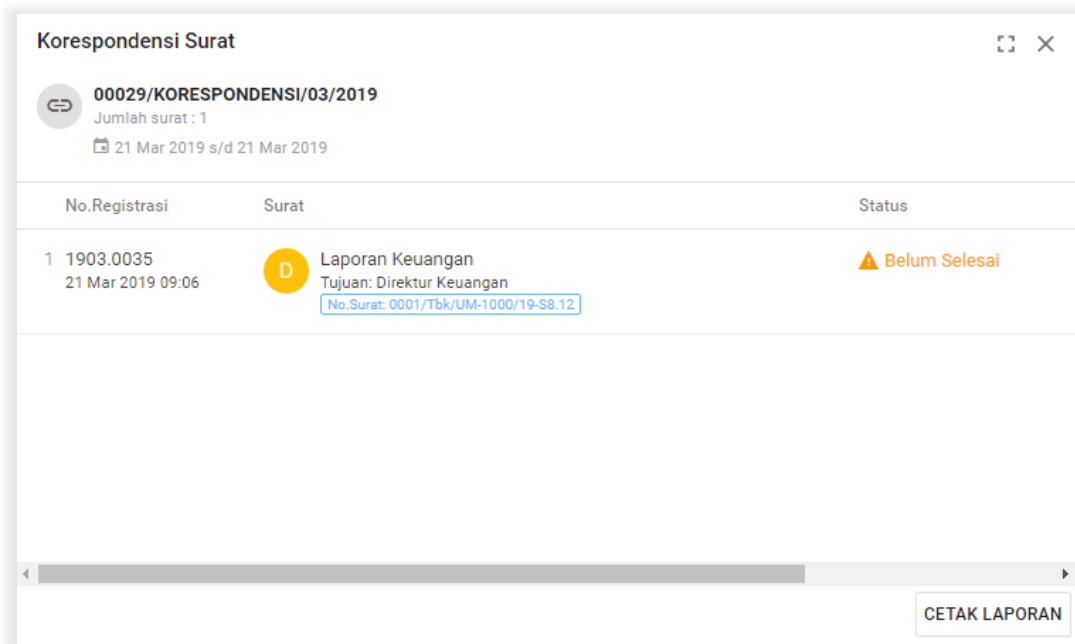 Korespondensi Surat
00029/KORESPONDENSI/03/2019
Jumlah surat : 1
21 Mar 2019 s/d 21 Mar 2019
No.Registrasi Surat Status
1 1903.0035 D Laporan Keuangan Belum Selesai
21 Mar 2019 09:06 Tujuan: Direktur Keuangan
No.Surat: 0001/Tbk/UM-1000/19-S8.12
CETAK LAPORAN